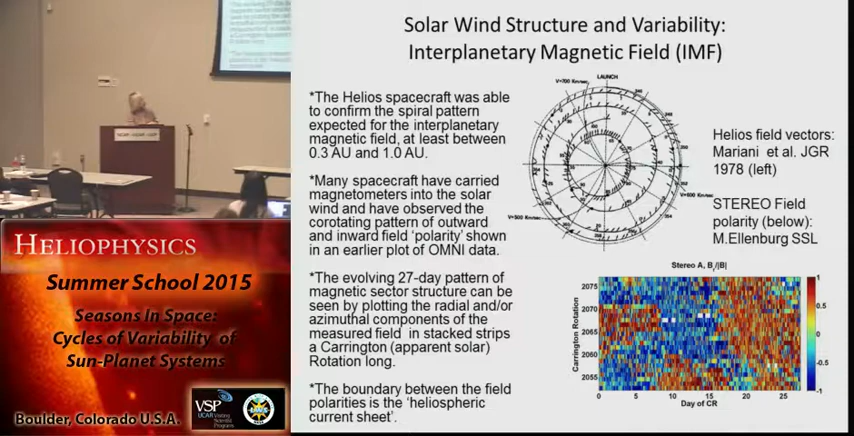 Solar Wind Structure and Variability:
Interplanetary Magnetic Field (IMF)
*The Helios spacecraft was able
to confirm the spiral pattern
expected for the interplanetary
magnetic field, at least between
0.3 AU and 1.0 AU.
*Many spacecraft have carried
magnetometers into the solar
wind and have observed the
corotating pattern of outward
and inward field 'polarity' shown
in an earlier plot of OMNI data.
*The evolving 27-day pattern of
magnetic sector structure can be
seen by plotting the radial and/or
azimuthal components of the
measured field in stacked strips
a Carrington (apparent solar)
Rotation long.
*The boundary between the field
polarities is the 'heliospheric
current sheet'.
LAUNCH
Helios field vectors:
Mariani et al. JGR
1978 (left)
STEREO Field
polarity (below):
M.Ellenburg SSL
Stereo A, Br/|B|
Carrington Rotation
2075
2070
2065
2060
2055
0 5 10 15 20 25
Day of CR
1
0.5
0
-0.5
-1
HELIOPHYSICS
Summer School 2015
Seasons in Space:
Cycles of Variability of
Sun-Planet Systems
VSP
UCAR Visiting
Scientist
Programs
Boulder, Colorado U.S.A.